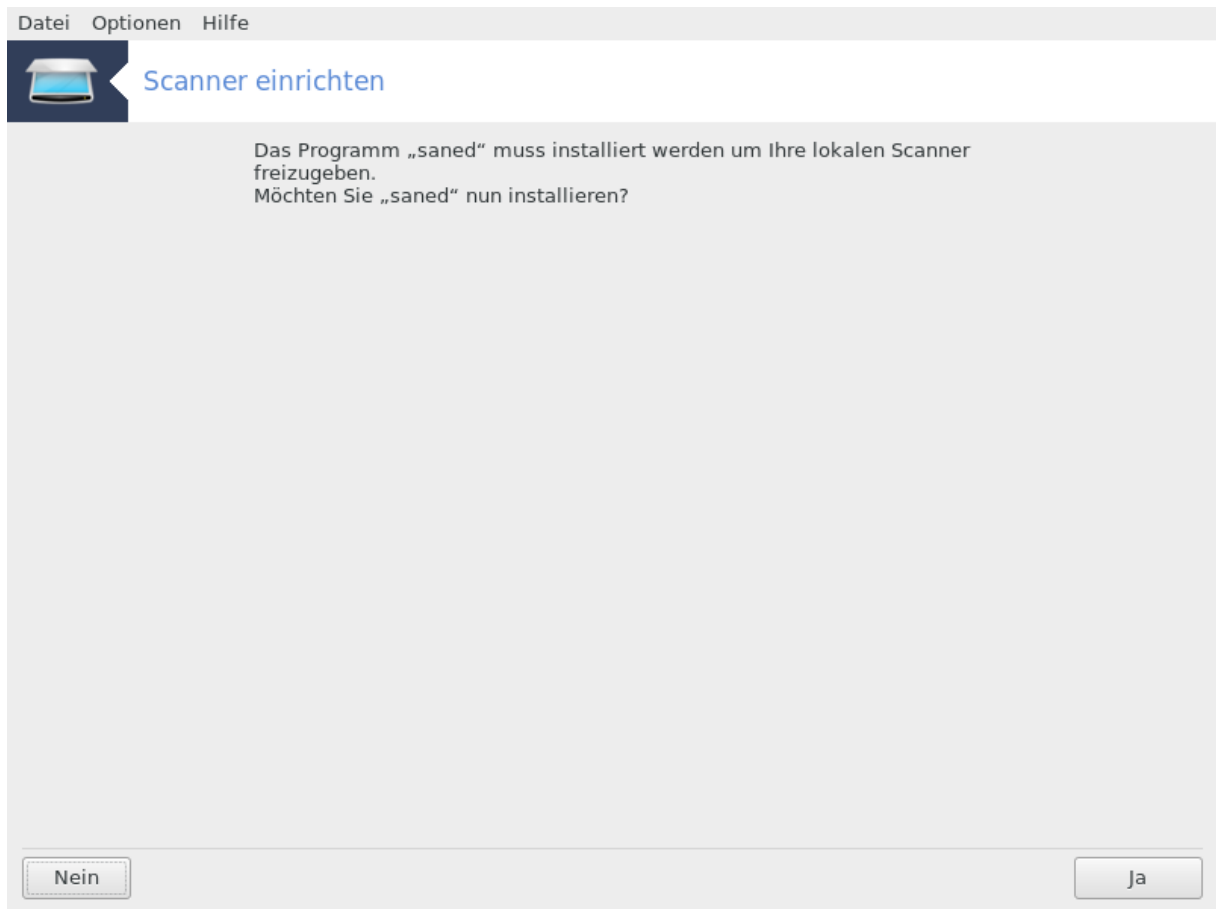 Datei Optionen Hilfe
Scanner einrichten
Das Programm „saned“ muss installiert werden um Ihre lokalen Scanner
freizugeben.
Möchten Sie „saned“ nun installieren?
Nein Ja